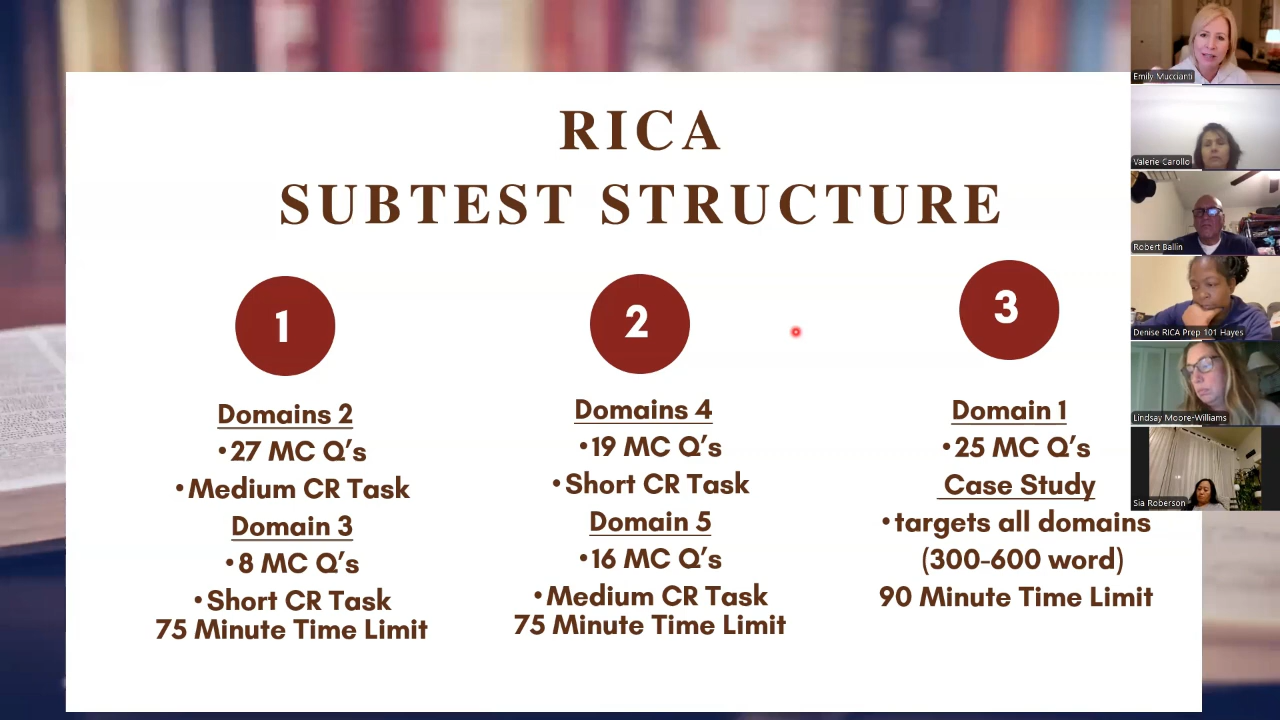 RICA
SUBTEST STRUCTURE
1
Domains 2
•27 MC Q's
•Medium CR Task
Domain 3
•8 MC Q's
•Short CR Task
75 Minute Time Limit
2
Domains 4
•19 MC Q's
•Short CR Task
Domain 5
•16 MC Q's
•Medium CR Task
75 Minute Time Limit
3
Domain 1
•25 MC Q's
Case Study
•targets all domains
(300-600 word)
90 Minute Time Limit
Emily Muccianti
Valerie Carollo
Robert Ballin
Denise RICA Prep 101 Hayes
Lindsay Moore-Williams
Sia Roberson